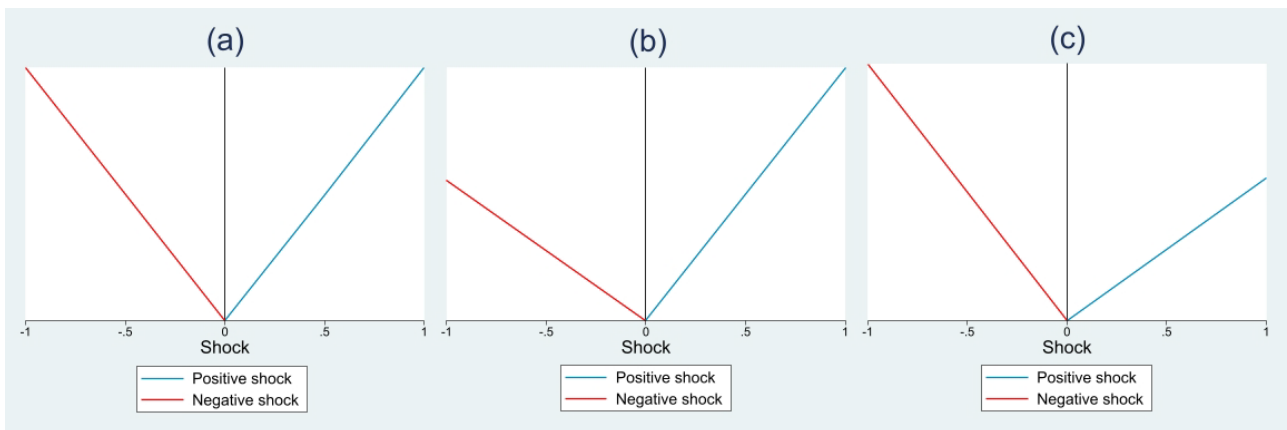 (a)
-1 -.5 0 .5 1
Shock
Positive shock
Negative shock
(b)
-1 -.5 0 .5 1
Shock
Positive shock
Negative shock
(c)
-1 -.5 0 .5 1
Shock
Positive shock
Negative shock